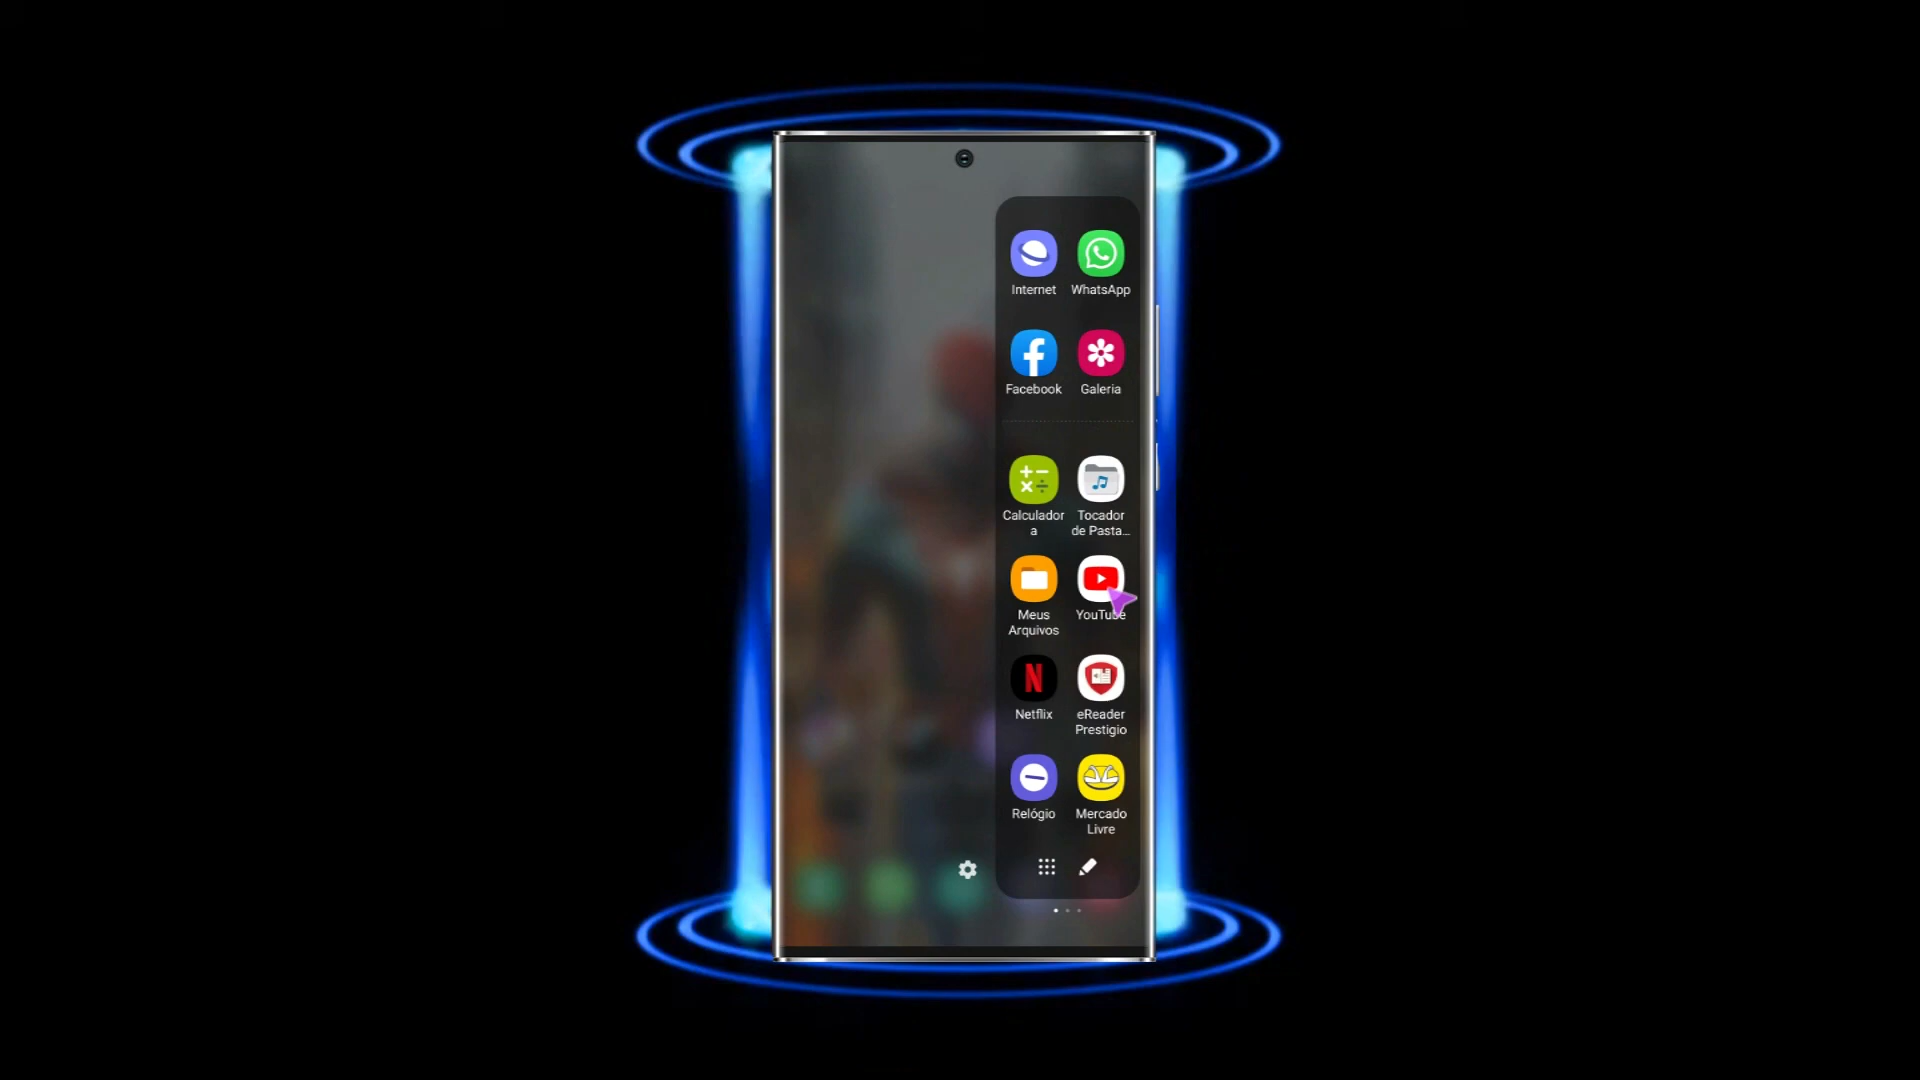 Internet WhatsApp
Facebook Galeria
Calculador Tocador
a de Pasta...
Meus YouTube
Arquivos
Netflix eReader
Prestigio
Relógio Mercado
Livre